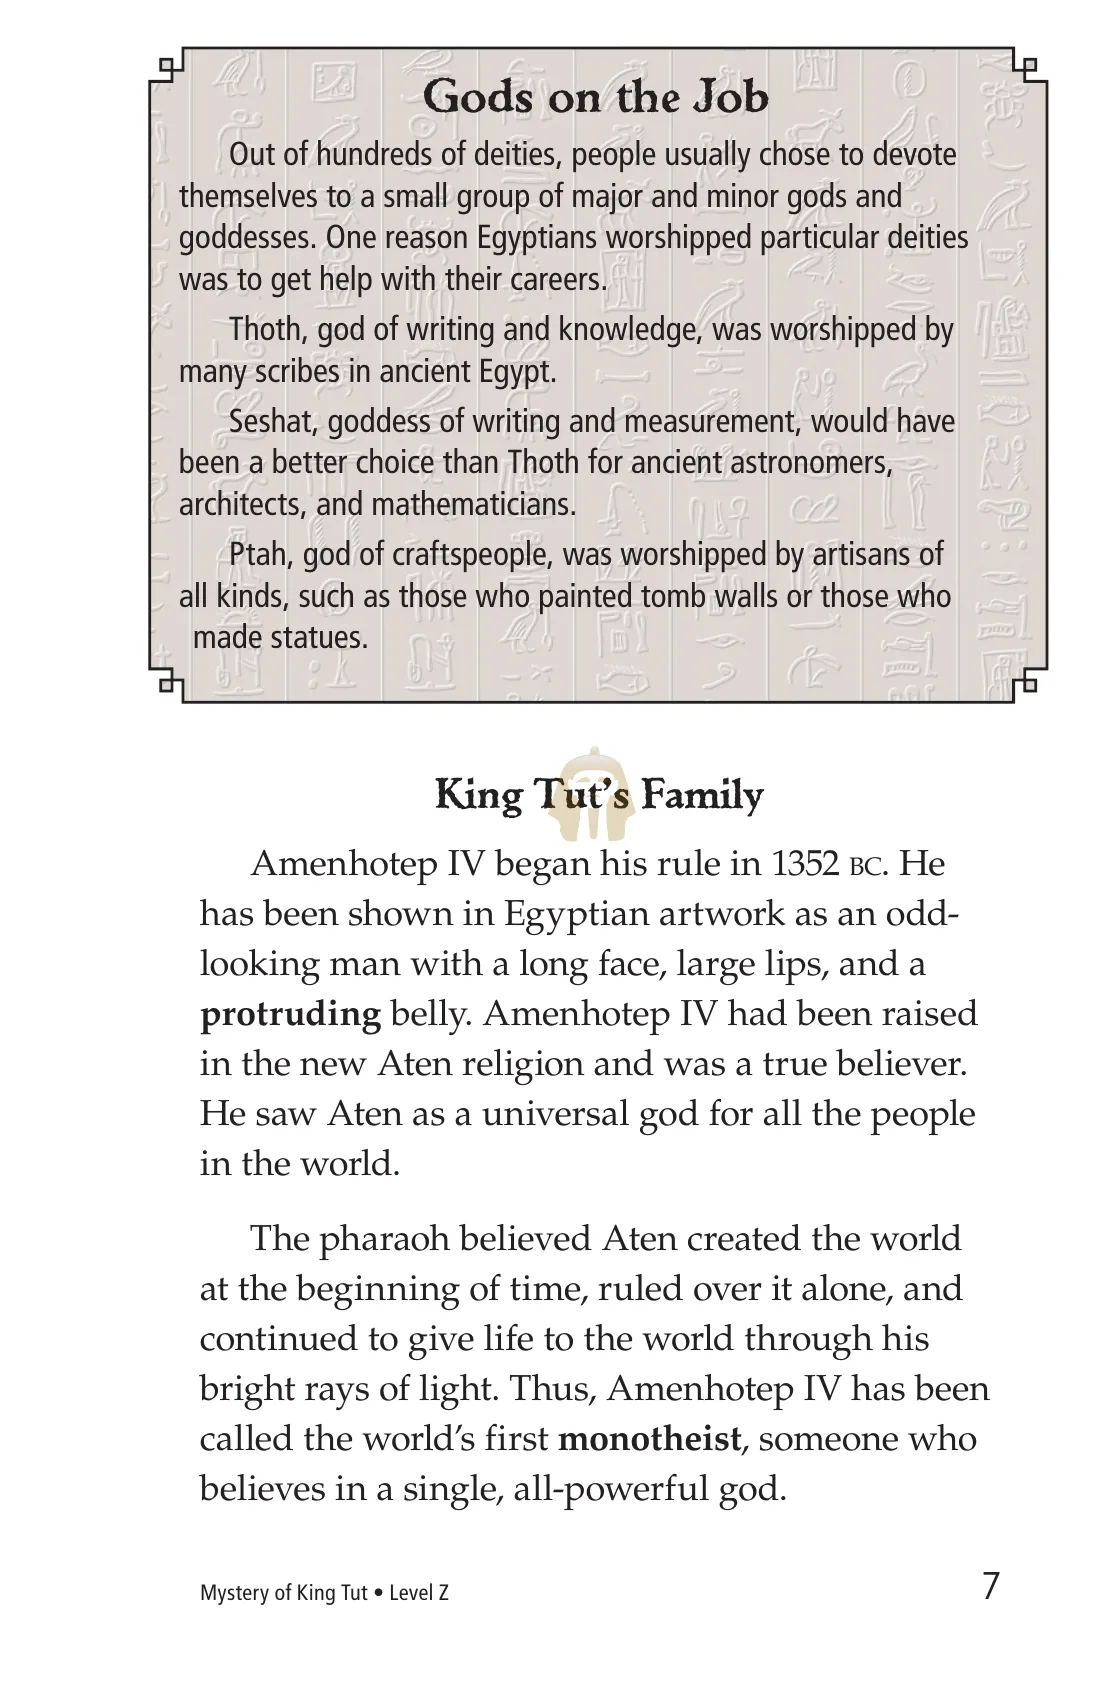 Gods on the Job
Out of hundreds of deities, people usually chose to devote
themselves to a small group of major and minor gods and
goddesses. One reason Egyptians worshipped particular deities
was to get help with their careers.
Thoth, god of writing and knowledge, was worshipped by
many scribes in ancient Egypt.
Seshat, goddess of writing and measurement, would have
been a better choice than Thoth for ancient astronomers,
architects, and mathematicians.
Ptah, god of craftspeople, was worshipped by artisans of
all kinds, such as those who painted tomb walls or those who
made statues.
King Tut’s Family
Amenhotep IV began his rule in 1352 BC. He
has been shown in Egyptian artwork as an odd-
looking man with a long face, large lips, and a
protruding belly. Amenhotep IV had been raised
in the new Aten religion and was a true believer.
He saw Aten as a universal god for all the people
in the world.
The pharaoh believed Aten created the world
at the beginning of time, ruled over it alone, and
continued to give life to the world through his
bright rays of light. Thus, Amenhotep IV has been
called the world’s first monotheist, someone who
believes in a single, all-powerful god.
Mystery of King Tut • Level Z
7